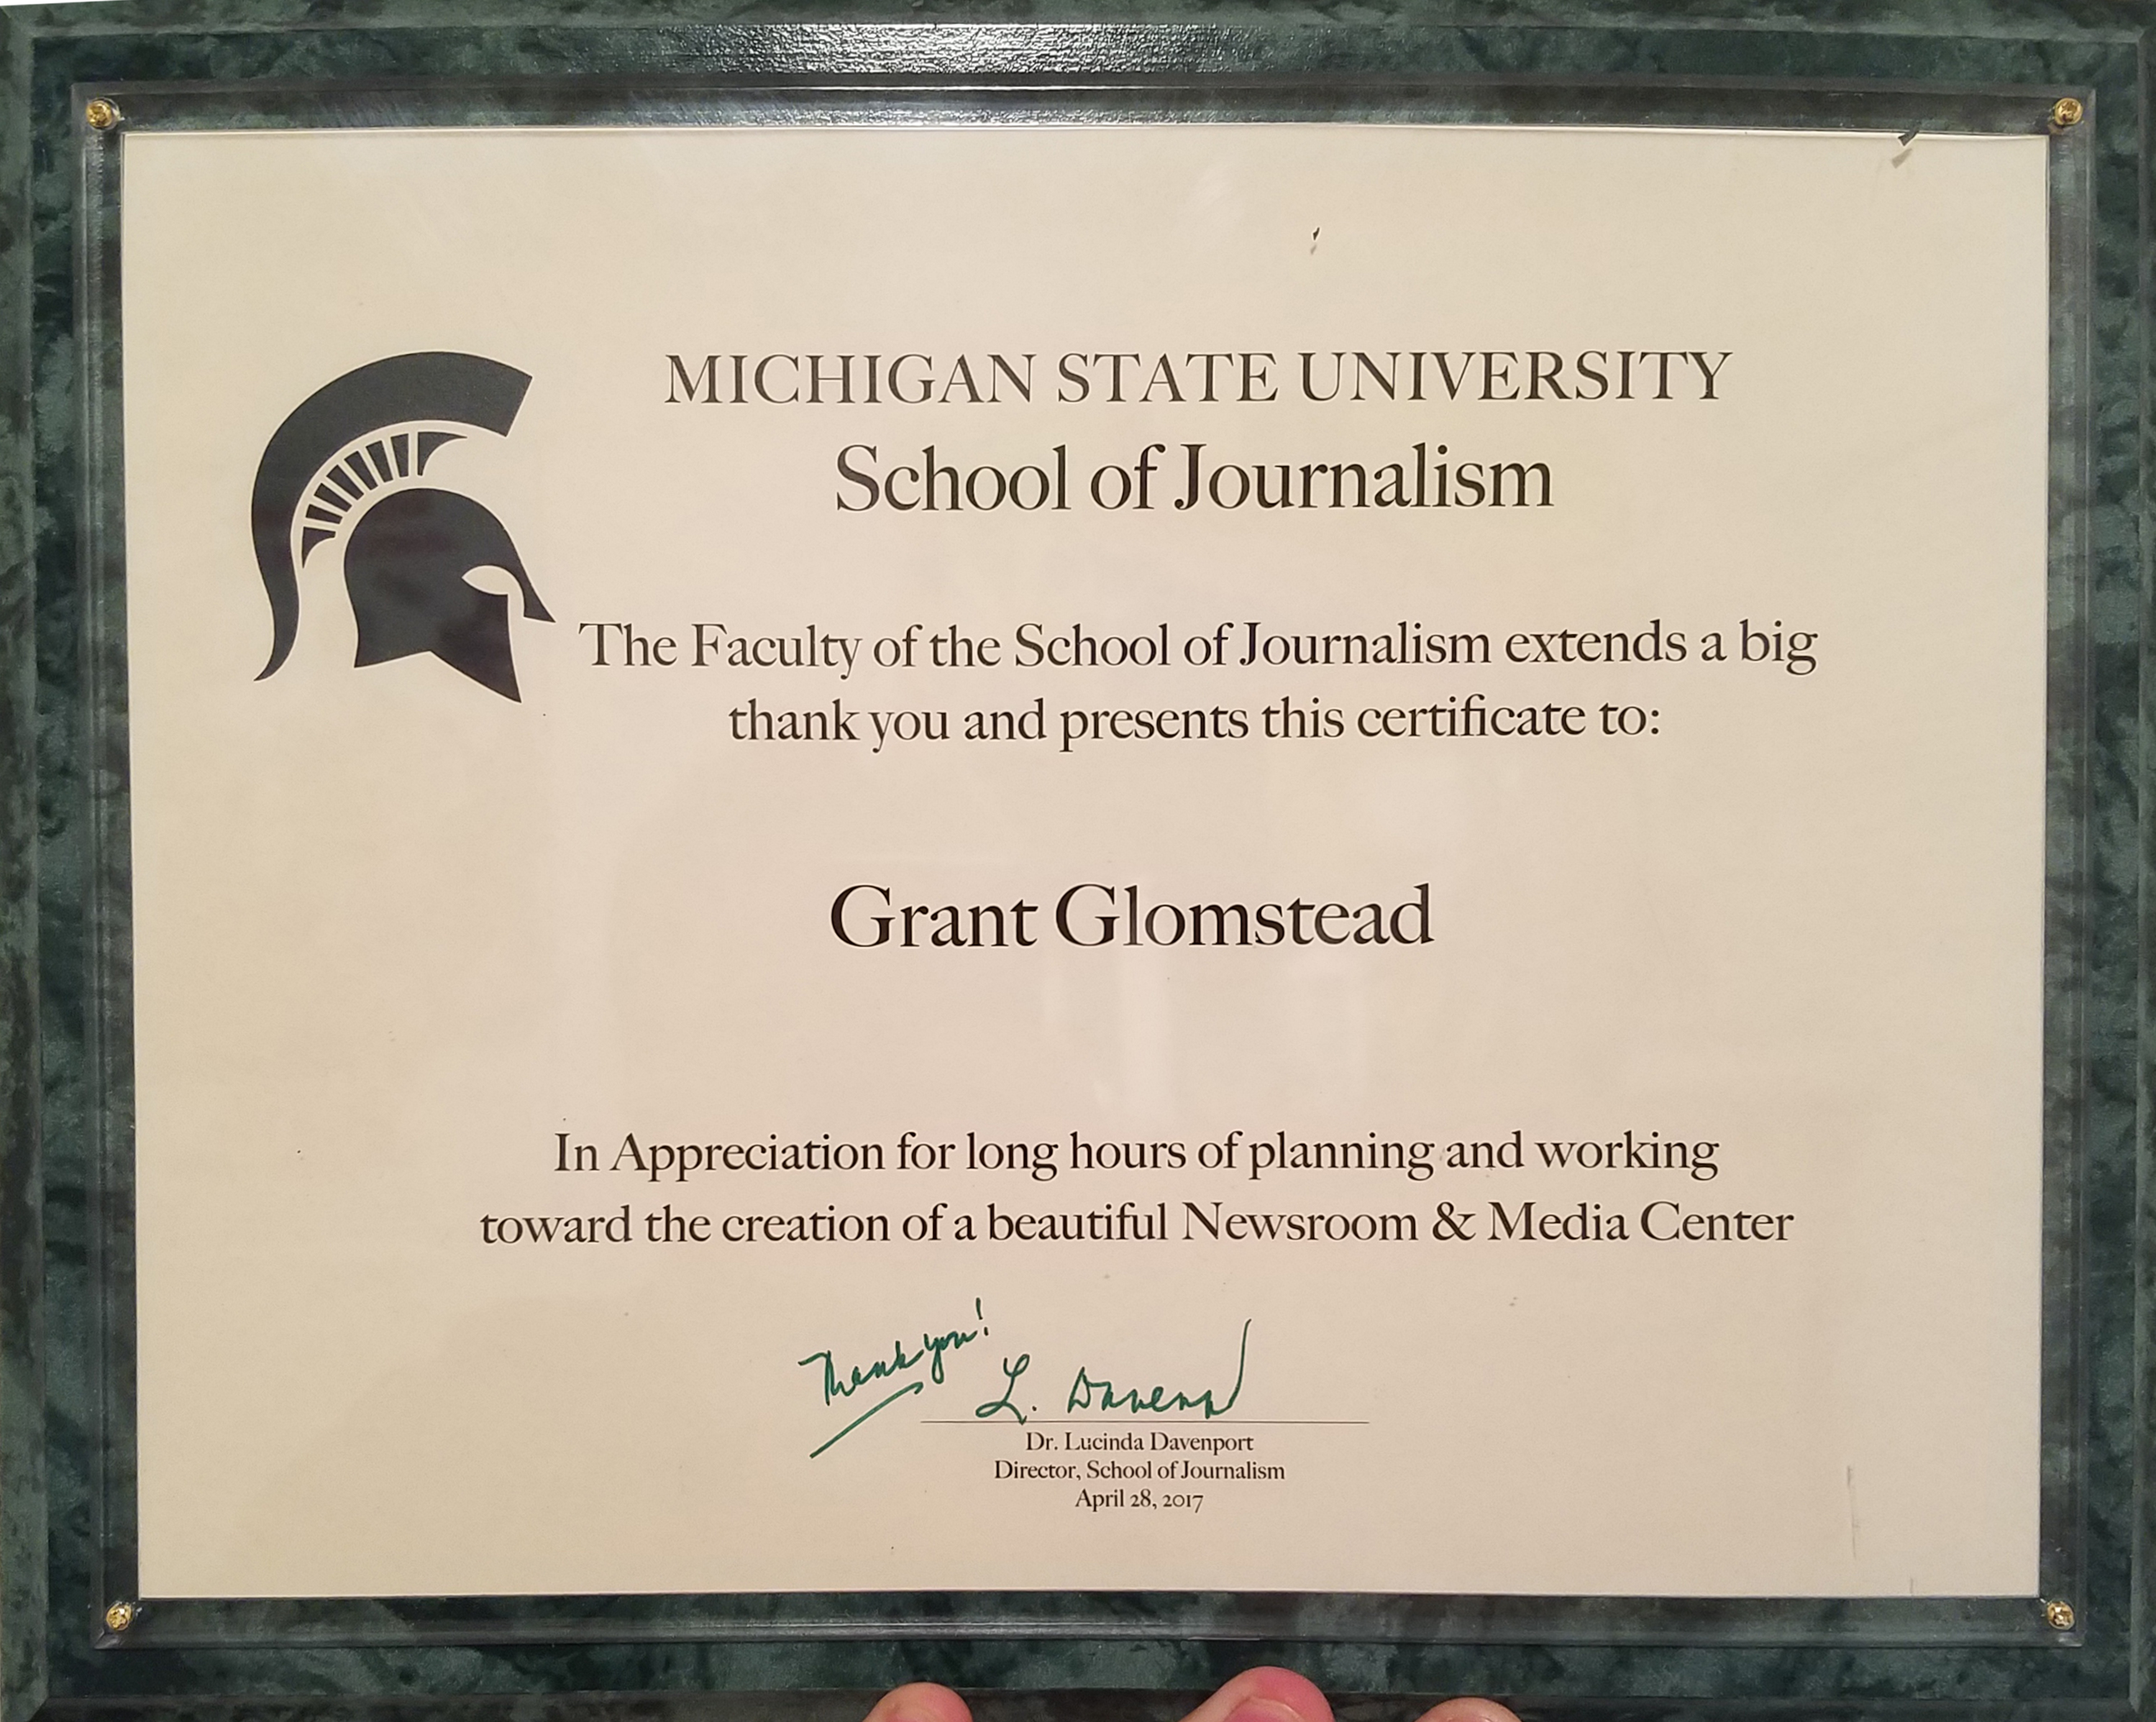 MICHIGAN STATE UNIVERSITY
School of Journalism
The Faculty of the School of Journalism extends a big
thank you and presents this certificate to:
Grant Glomstead
In Appreciation for long hours of planning and working
toward the creation of a beautiful Newsroom & Media Center
Thank you!
L. Davenport
Dr. Lucinda Davenport
Director, School of Journalism
April 28, 2017